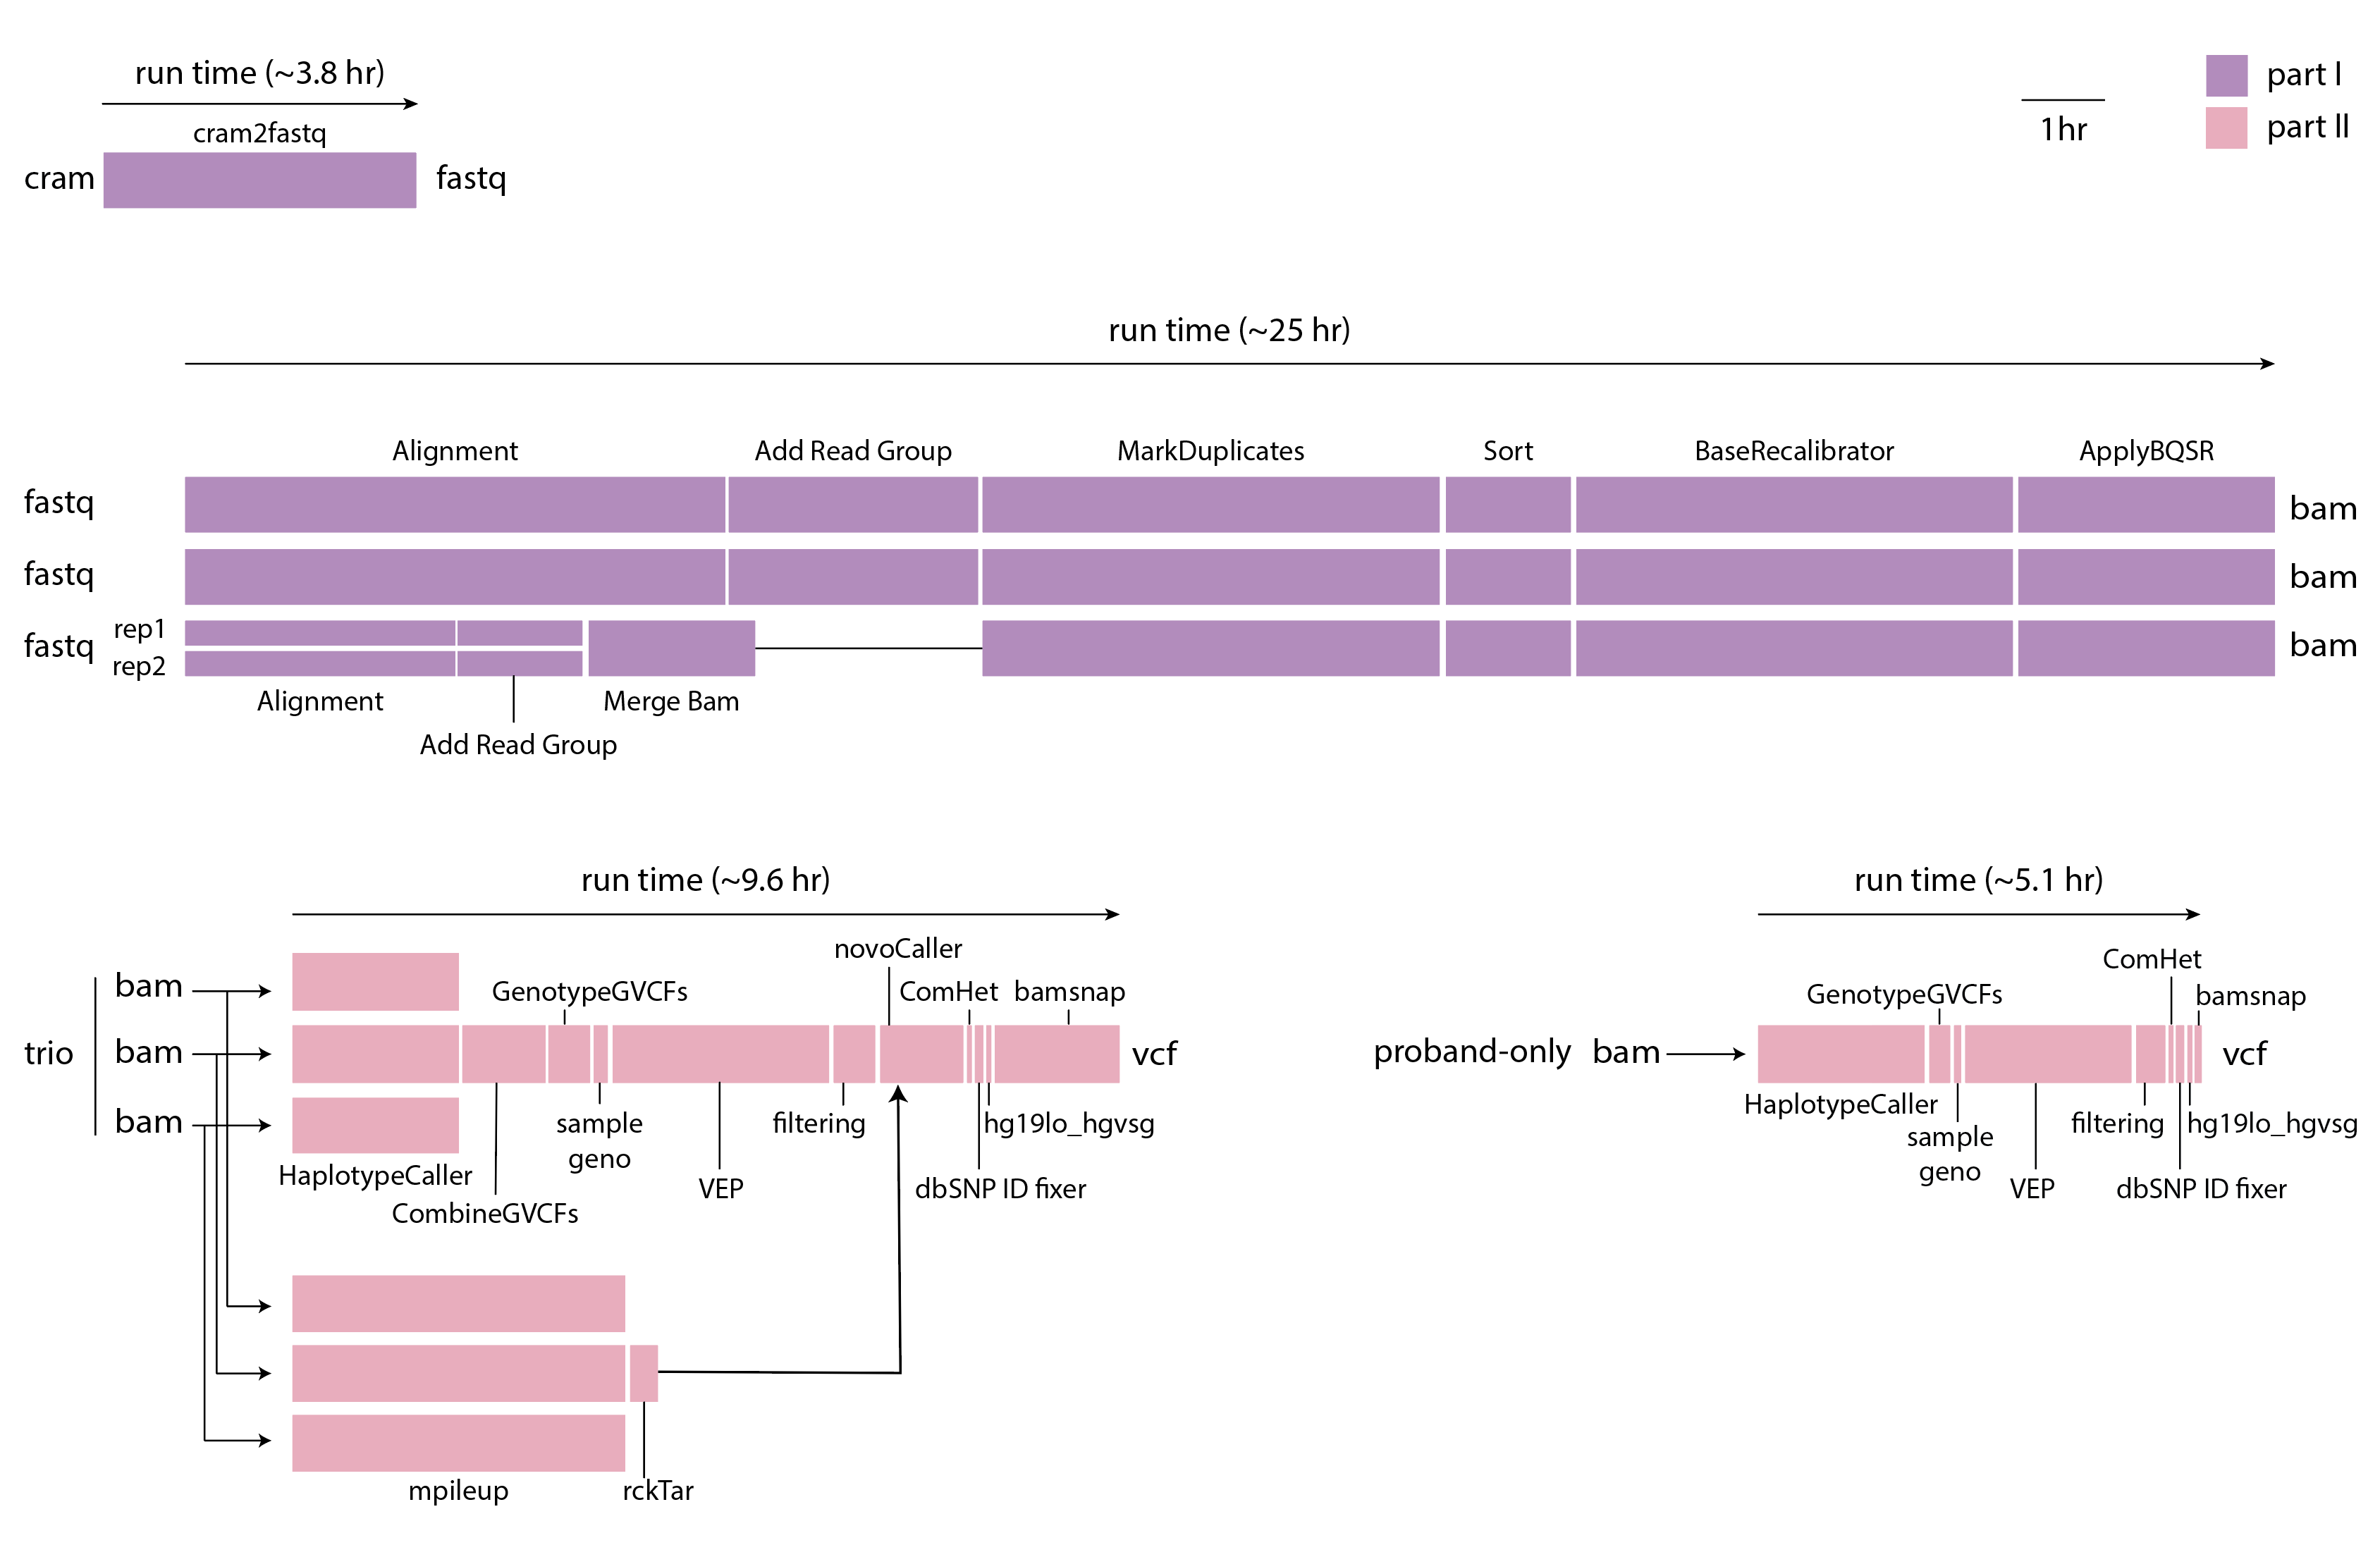 run time (~3.8 hr)
cram2fastq
cram
fastq
1hr
part I
part II
run time (~25 hr)
Alignment
Add Read Group
MarkDuplicates
Sort
BaseRecalibrator
ApplyBQSR
fastq
bam
fastq
bam
fastq
rep1
rep2
bam
Alignment
Merge Bam
Add Read Group
run time (~9.6 hr)
trio
bam
bam
bam
novoCaller
GenotypeGVCFs
ComHet
bamsnap
vcf
HaplotypeCaller
CombineGVCFs
sample
geno
VEP
filtering
hg19lo_hgvsg
dbSNP ID fixer
mpileup
rckTar
run time (~5.1 hr)
ComHet
GenotypeGVCFs
bamsnap
proband-only
bam
vcf
HaplotypeCaller
sample
geno
VEP
filtering
hg19lo_hgvsg
dbSNP ID fixer